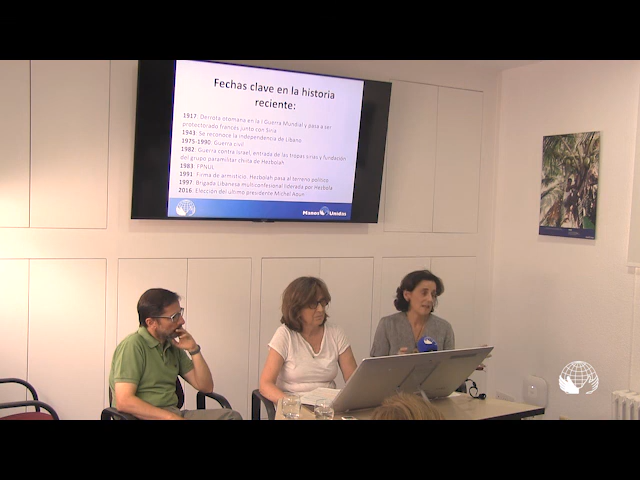 Fechas clave en la historia
reciente:
1917: Derrota otomana en la I Guerra Mundial y pasa a ser
protectorado francés junto con Siria
1943: Se reconoce la independencia de Líbano.
1975-1990: Guerra civil
1982: Guerra contra Israel, entrada de las tropas sirias y fundación
del grupo paramilitar chiita de Hezbolah
1983: FPNUL
1991: Firma de armisticio. Hezbolah pasa al terreno político
1997: Brigada Libanesa multiconfesional liderada por Hezbola
2016: Elección del último presidente Michel Aoun
Manos Unidas